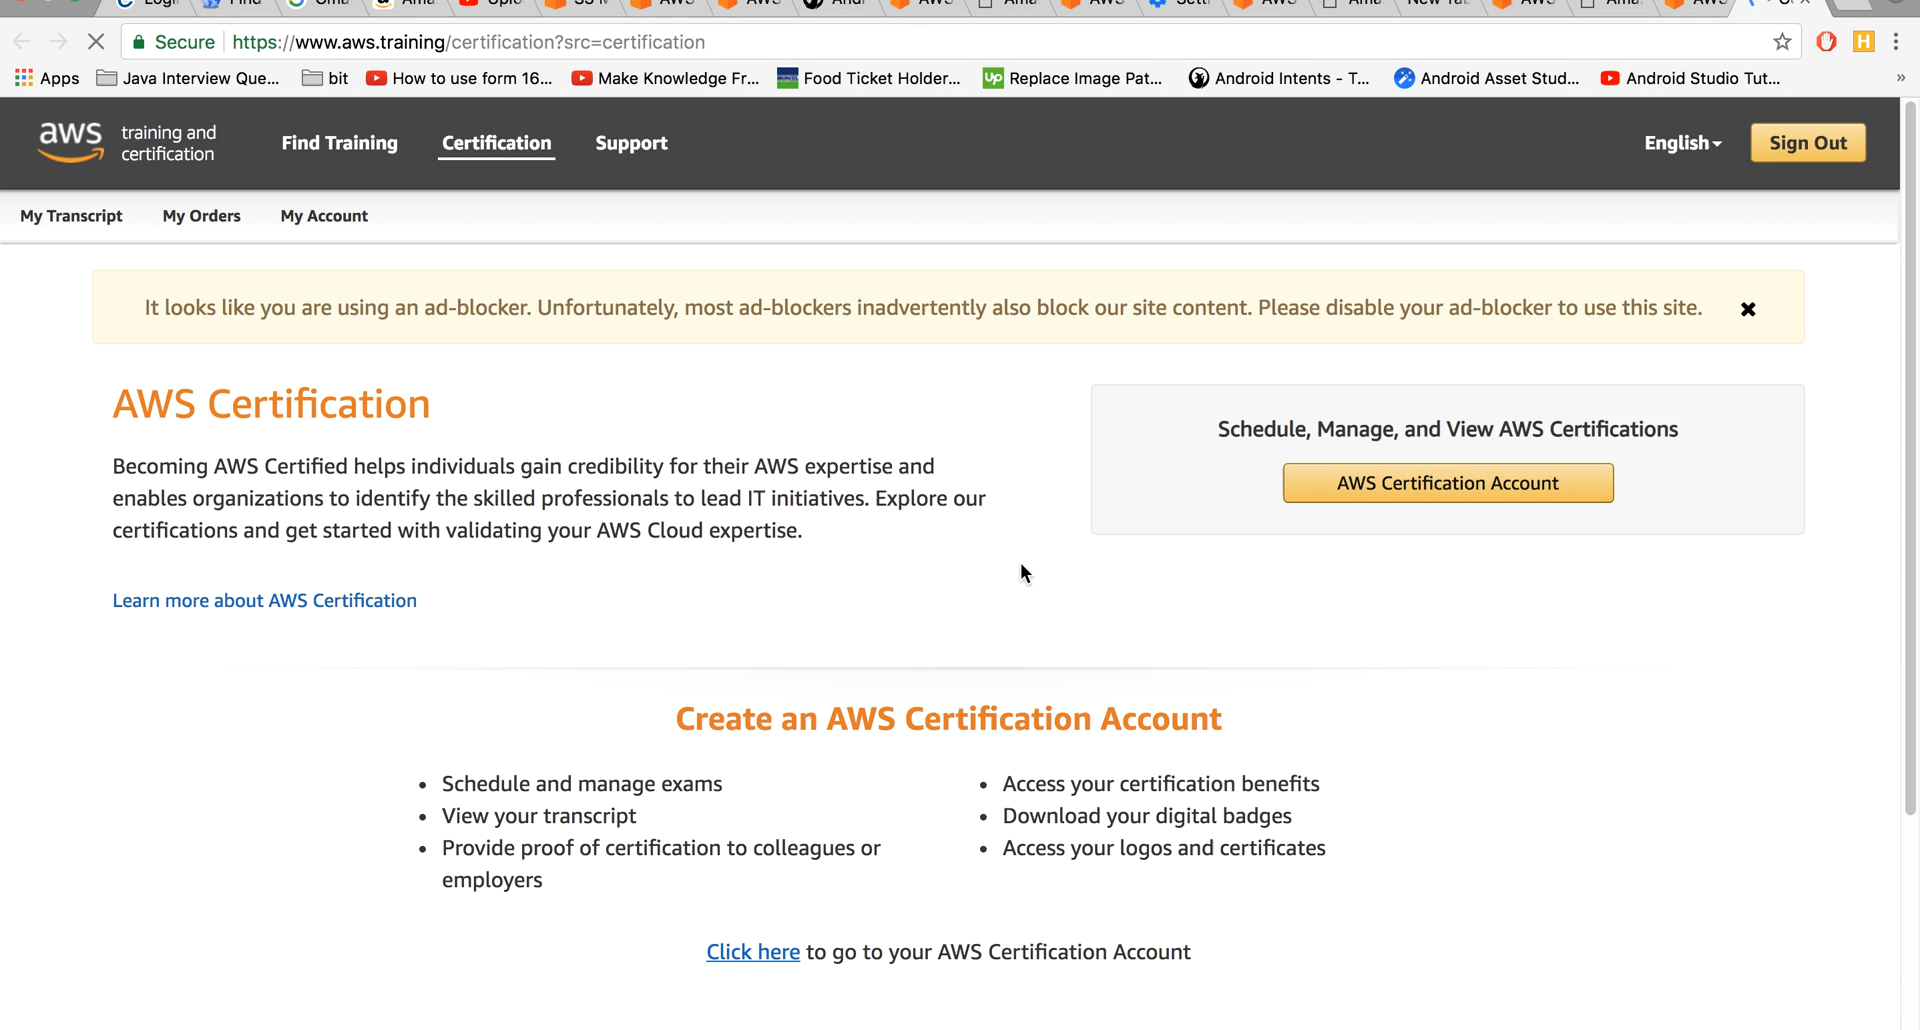 Secure https://www.aws.training/certification?src=certification
Apps Java Interview Que... bit How to use form 16... Make Knowledge Fr... Food Ticket Holder... Up Replace Image Pat... Android Intents - T... Android Asset Stud... Android Studio Tut... »
aws training and certification Find Training Certification Support English Sign Out
My Transcript My Orders My Account
It looks like you are using an ad-blocker. Unfortunately, most ad-blockers inadvertently also block our site content. Please disable your ad-blocker to use this site.
AWS Certification
Becoming AWS Certified helps individuals gain credibility for their AWS expertise and
enables organizations to identify the skilled professionals to lead IT initiatives. Explore our
certifications and get started with validating your AWS Cloud expertise.
Learn more about AWS Certification
Schedule, Manage, and View AWS Certifications
AWS Certification Account
Create an AWS Certification Account
• Schedule and manage exams
• View your transcript
• Provide proof of certification to colleagues or
employers
• Access your certification benefits
• Download your digital badges
• Access your logos and certificates
Click here to go to your AWS Certification Account